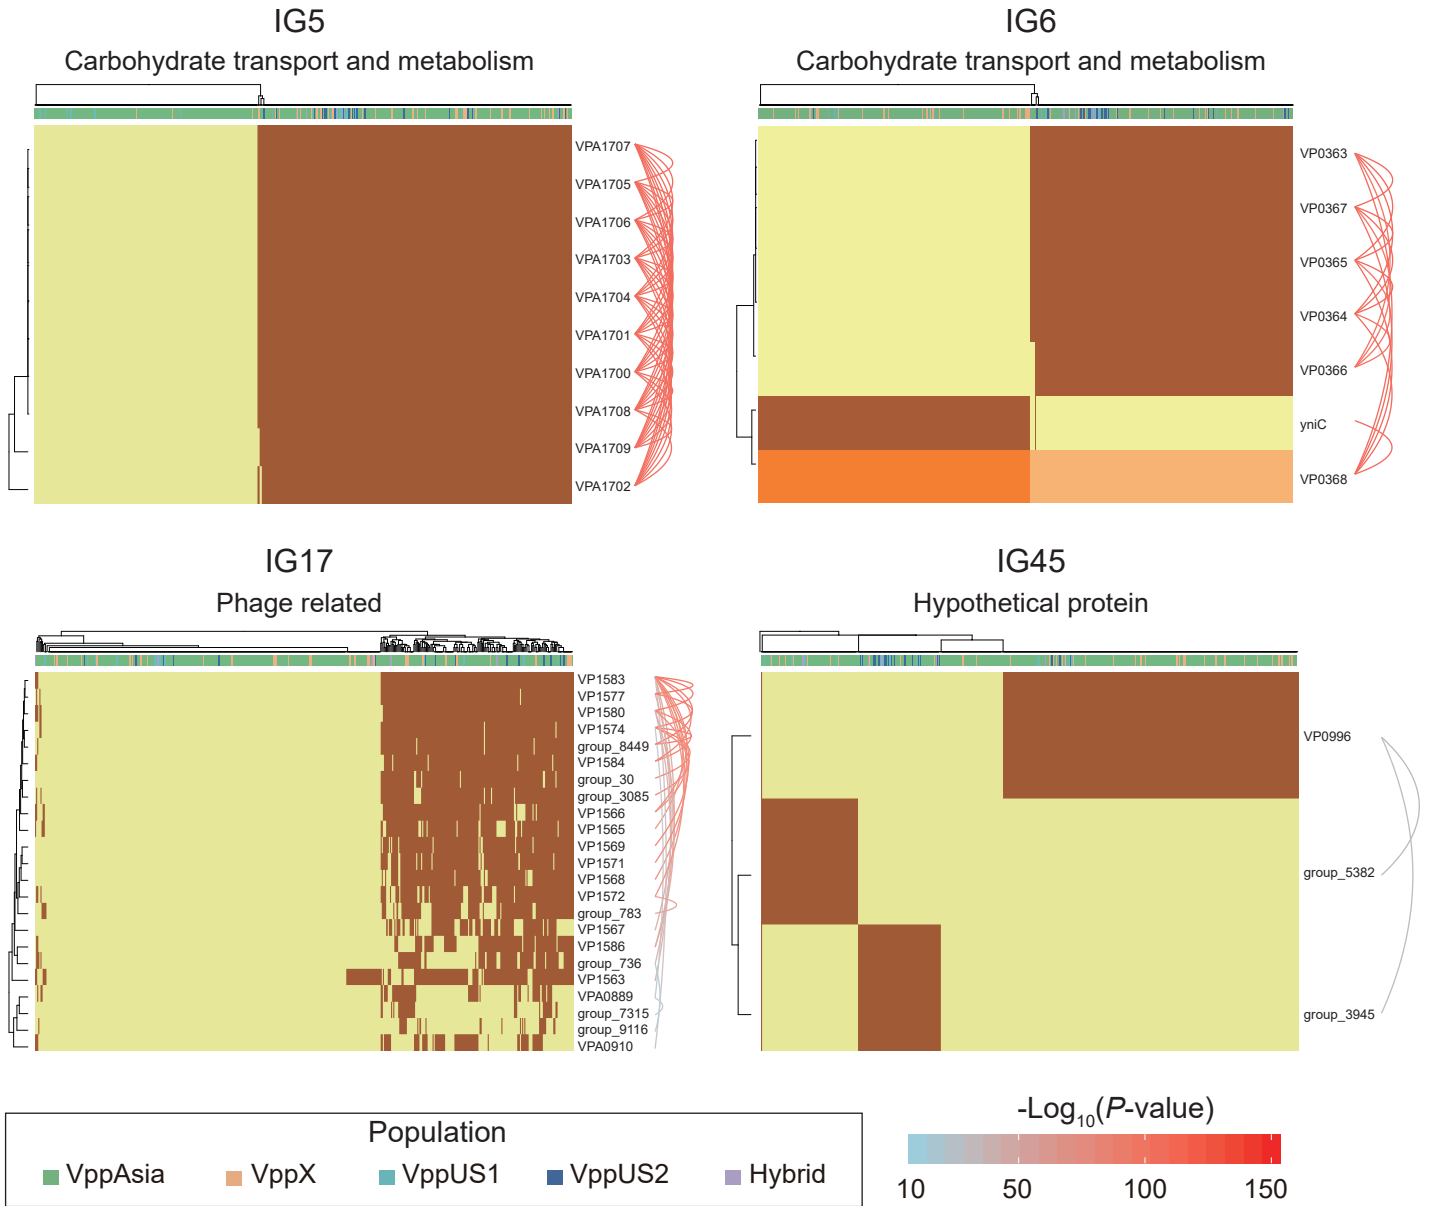 IG5
Carbohydrate transport and metabolism
VPA1707
VPA1705
VPA1706
VPA1703
VPA1704
VPA1701
VPA1700
VPA1708
VPA1709
VPA1702
IG6
Carbohydrate transport and metabolism
VP0363
VP0367
VP0365
VP0364
VP0366
yniC
VP0368
IG17
Phage related
VP1583
VP1577
VP1580
VP1574
group_8449
VP1584
group_30
group_3085
VP1566
VP1565
VP1569
VP1571
VP1568
VP1572
group_783
VP1567
VP1586
group_736
VP1563
VPA0889
group_7315
group_9116
VPA0910
IG45
Hypothetical protein
VP0996
group_5382
group_3945
Population
VppAsia VppX VppUS1 VppUS2 Hybrid
-Log10(P-value)
10 50 100 150